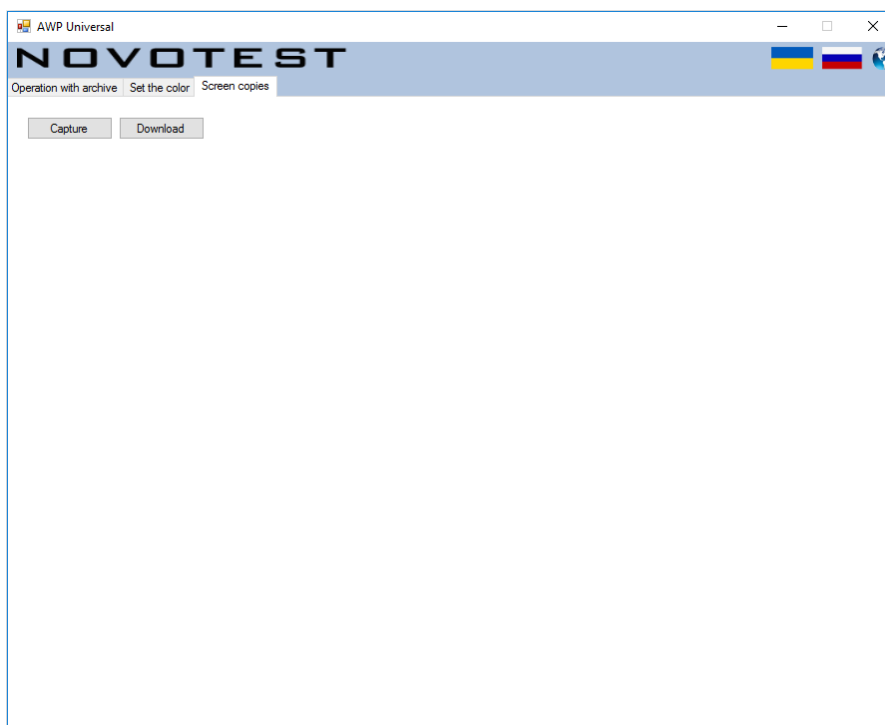 AWP Universal
NOVOTEST
Operation with archive Set the color Screen copies
Capture Download